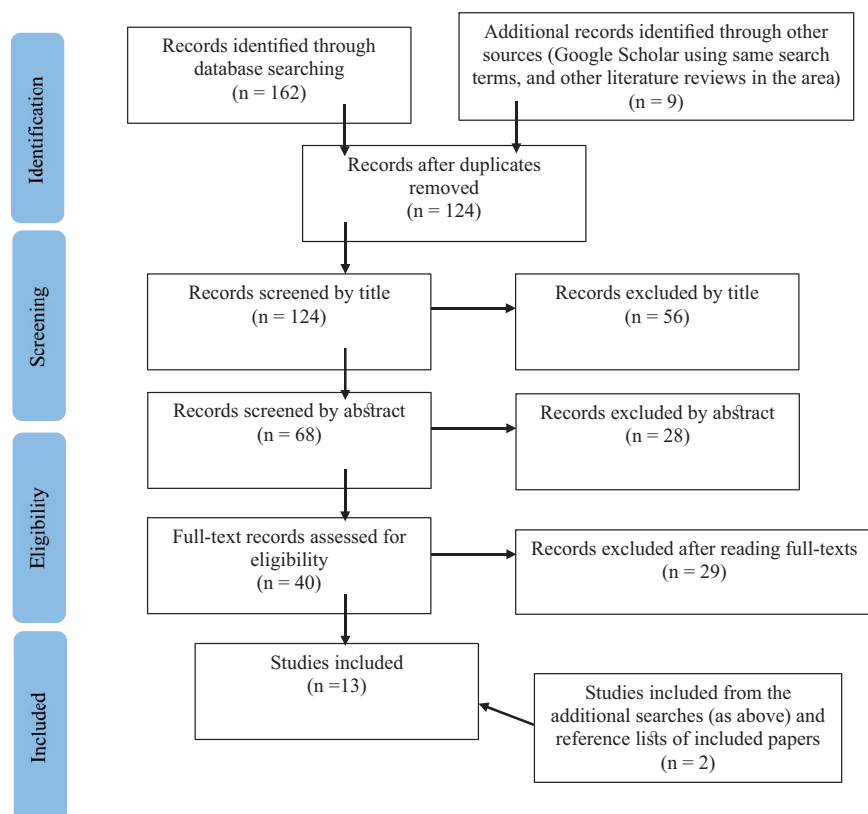 Records identified through
database searching
(n = 162)
Additional records identified through other
sources (Google Scholar using same search
terms, and other literature reviews in the area)
(n = 9)
Identification
Records after duplicates
removed
(n = 124)
Screening
Records screened by title
(n = 124)
Records excluded by title
(n = 56)
Records screened by abstract
(n = 68)
Records excluded by abstract
(n = 28)
Eligibility
Full-text records assessed for
eligibility
(n = 40)
Records excluded after reading full-texts
(n = 29)
Included
Studies included
(n =13)
Studies included from the
additional searches (as above) and
reference lists of included papers
(n = 2)